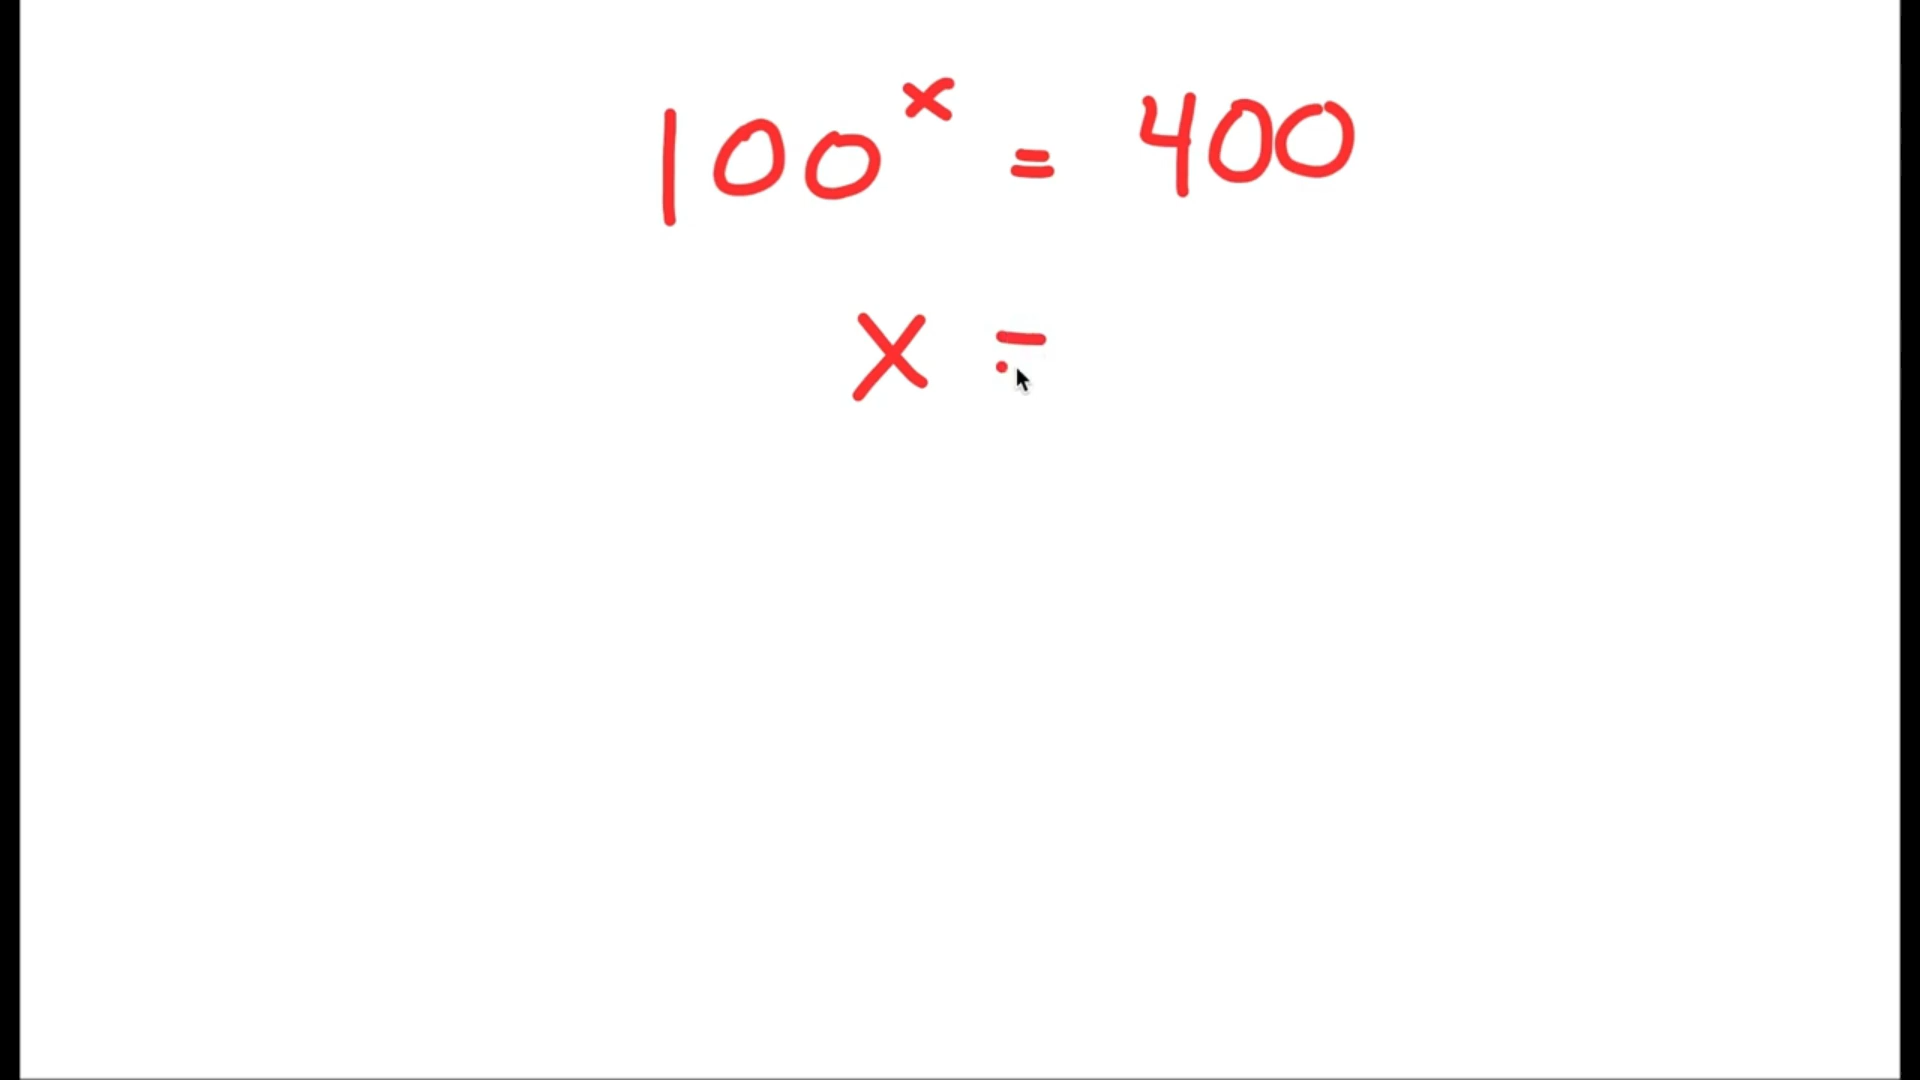 100^x = 400
x =